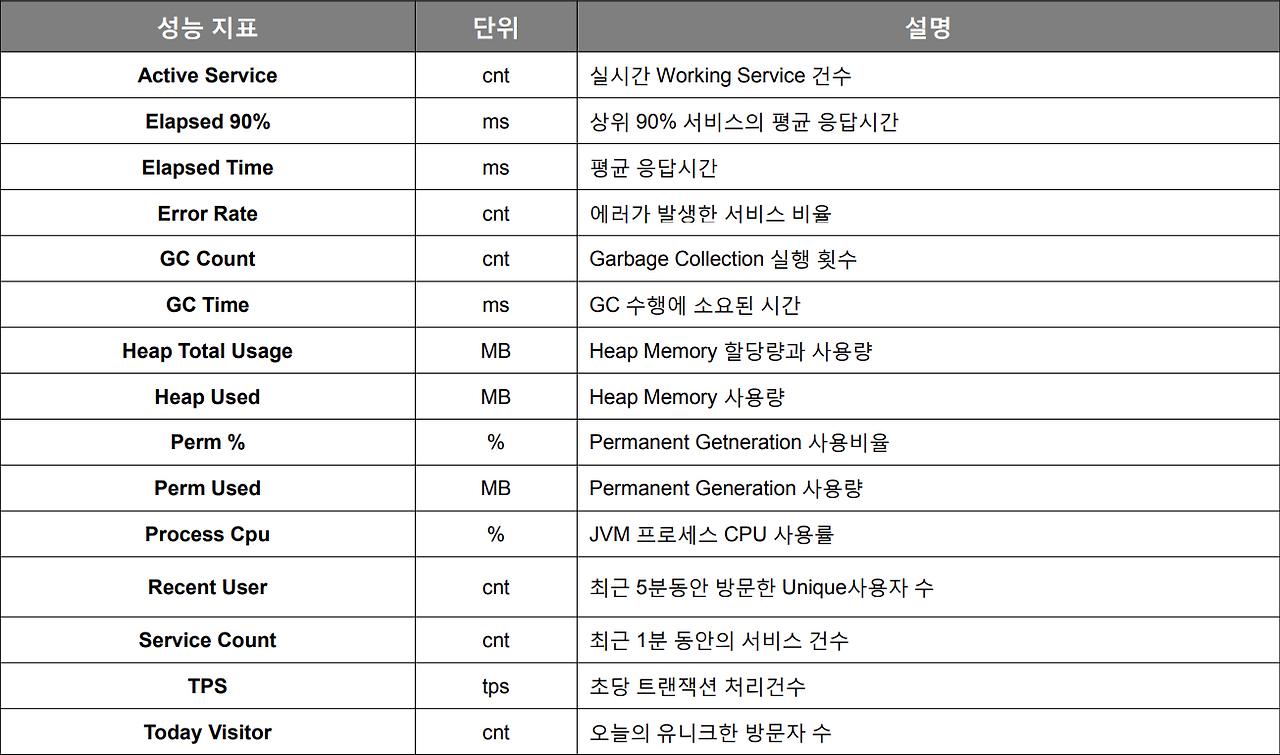 성능 지표 단위 설명
Active Service cnt 실시간 Working Service 건수
Elapsed 90% ms 상위 90% 서비스의 평균 응답시간
Elapsed Time ms 평균 응답시간
Error Rate cnt 에러가 발생한 서비스 비율
GC Count cnt Garbage Collection 실행 횟수
GC Time ms GC 수행에 소요된 시간
Heap Total Usage MB Heap Memory 할당량과 사용량
Heap Used MB Heap Memory 사용량
Perm % % Permanent Getneration 사용비율
Perm Used MB Permanent Generation 사용량
Process Cpu % JVM 프로세스 CPU 사용률
Recent User cnt 최근 5분동안 방문한 Unique사용자 수
Service Count cnt 최근 1분 동안의 서비스 건수
TPS tps 초당 트랜잭션 처리건수
Today Visitor cnt 오늘의 유니크한 방문자 수